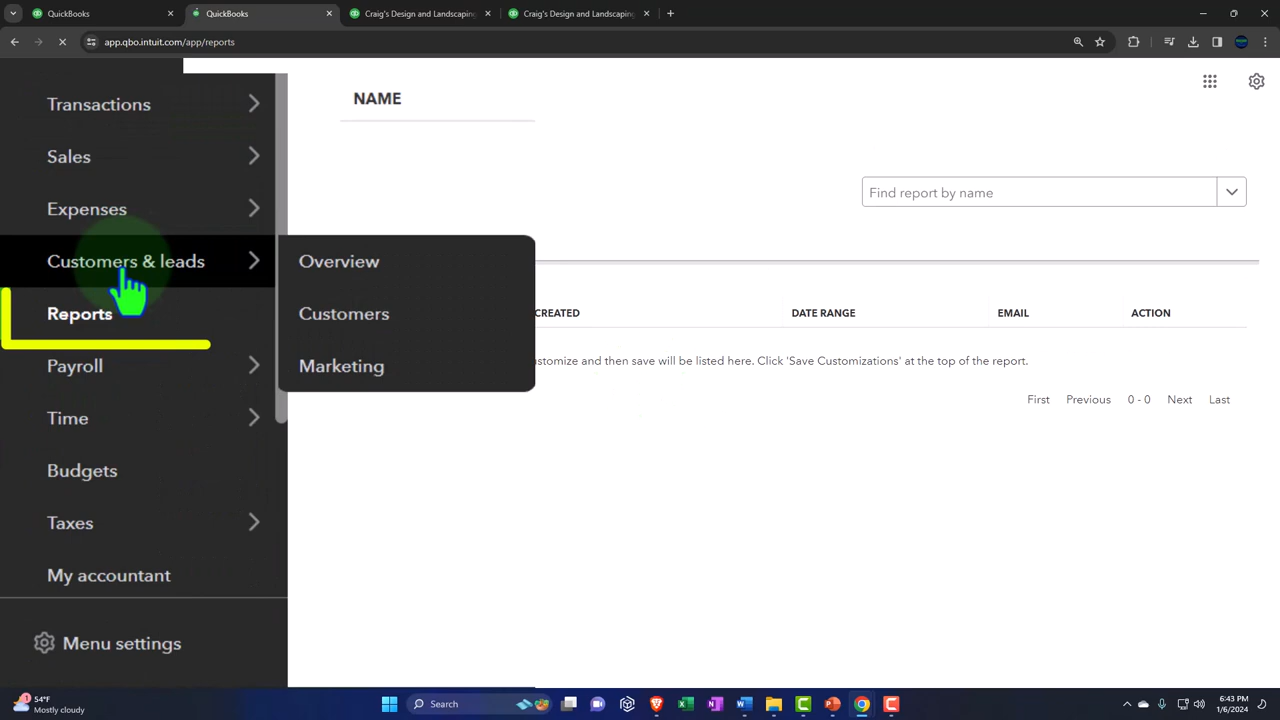 QuickBooks
QuickBooks
Craig's Design and Landscaping
Craig's Design and Landscaping
app.qbo.intuit.com/app/reports
Transactions
Sales
Expenses
Customers & leads
Reports
Payroll
Time
Budgets
Taxes
My accountant
Menu settings
Overview
Customers
Marketing
NAME
Find report by name
CREATED DATE RANGE EMAIL ACTION
ustomize and then save will be listed here. Click 'Save Customizations' at the top of the report.
First Previous 0 - 0 Next Last
54°F
Mostly cloudy
Search
6:43 PM
1/6/2024